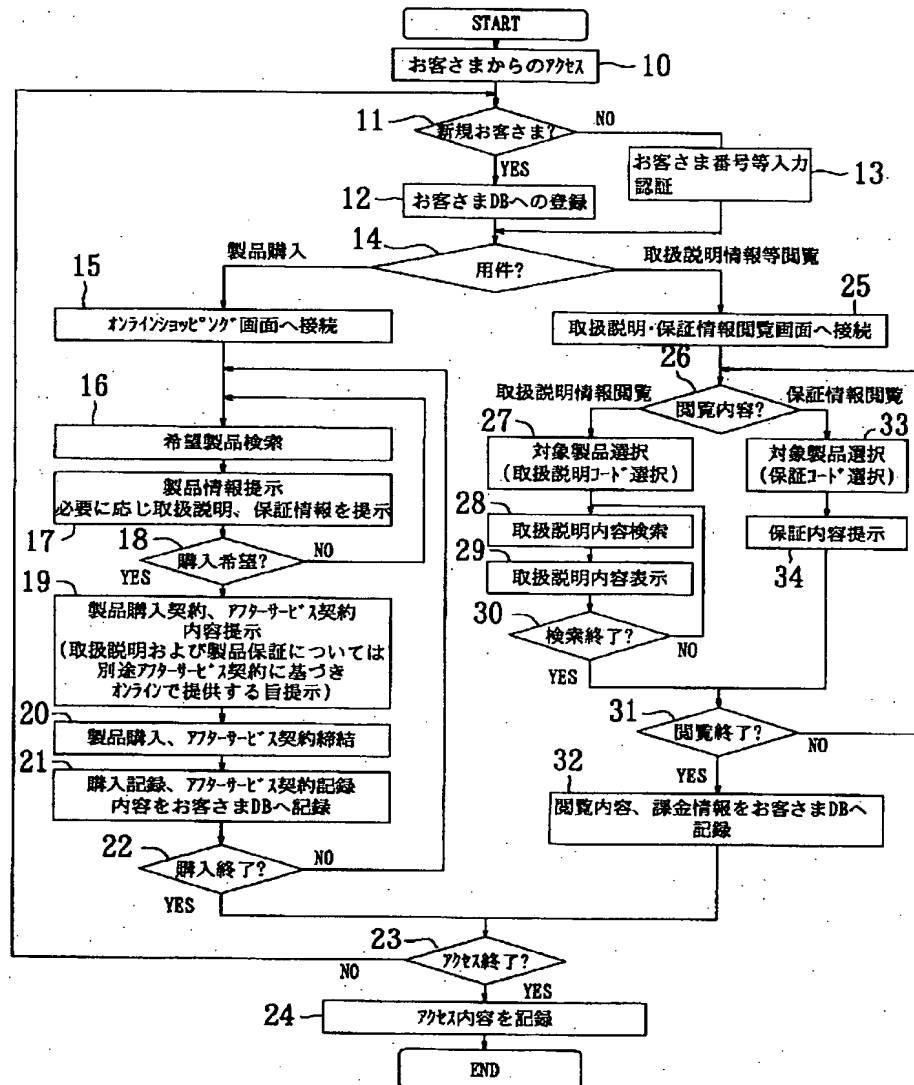 START
お客さまからのアクセス
10
11
新規お客さま?
NO
YES
お客さま番号等入力
認証
13
12
お客さまDBへの登録
14
用件?
製品購入
取扱説明情報等閲覧
15
オンラインショッピング画面へ接続
25
取扱説明・保証情報閲覧画面へ接続
26
閲覧内容?
取扱説明情報閲覧
保証情報閲覧
16
希望製品検索
製品情報提示
必要に応じ取扱説明、保証情報を提示
17
18
購入希望?
NO
YES
19
製品購入契約、アフターサービス契約
内容提示
(取扱説明および製品保証については
別途アフターサービス契約に基づき
オンラインで提供する旨提示)
20
製品購入、アフターサービス契約締結
21
購入記録、アフターサービス契約記録
内容をお客さまDBへ記録
22
購入終了?
NO
YES
27
対象製品選択
(取扱説明コード選択)
28
取扱説明内容検索
29
取扱説明内容表示
30
検索終了?
NO
YES
33
対象製品選択
(保証コード選択)
保証内容提示
34
31
閲覧終了?
NO
YES
32
閲覧内容、課金情報をお客さまDBへ
記録
23
アクセス終了?
NO
YES
24
アクセス内容を記録
END